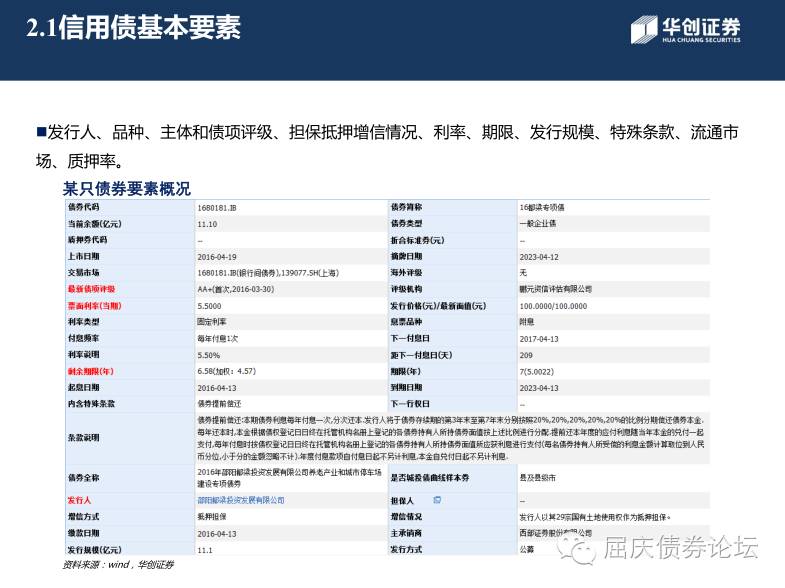 2.1信用债基本要素
华创证券
HUA CHUANG SECURITIES
■发行人、品种、主体和债项评级、担保抵押增信情况、利率、期限、发行规模、特殊条款、流通市
场、质押率。
某只债券要素概况
债券代码 1680181.IB 债券简称 16都梁专项债
当前余额(亿元) 11.10 债券类型 一般企业债
质押券代码 -- 折合标准券(元) --
上市日期 2016-04-19 摘牌日期 2023-04-12
交易市场 1680181.IB(银行间债券),139077.SH(上海) 海外评级 无
最新债项评级 AA+(首次,2016-03-30) 评级机构 鹏元资信评估有限公司
票面利率(当期) 5.5000 发行价格(元)/最新面值(元) 100.0000/100.0000
利率类型 固定利率 息票品种 附息
付息频率 每年付息1次 下一付息日 2017-04-13
利率说明 5.50% 距下一付息日(天) 209
剩余期限(年) 6.58(加权：4.57) 期限(年) 7(5.0022)
起息日期 2016-04-13 到期日期 2023-04-13
内含特殊条款 债券提前偿还 下一行权日 --
条款说明 债券提前偿还:本期债券利息每年付息一次,分次还本.发行人将于债券存续期的第3年末至第7年末分别按照20%,20%,20%,20%,20%的比例分期偿还债券本金.
每年还本时,本金根据债权登记日日终在托管机构名册上登记的各债券持有人所持债券面值按上述比例进行分配.提前还本年度的应付利息随当年本金的兑付一起
支付,每年付息时按债权登记日日终在托管机构名册上登记的各债券持有人所持债券面值所应获利息进行支付(每名债券持有人所受偿的利息金额计算取位到人民
币分位,小于分的金额忽略不计).年度付息款项自付息日起不另计利息,本金自兑付日起不另计利息.
债券全称 2016年邵阳都梁投资发展有限公司养老产业和城市停车场
建设专项债券 是否城投债曲线样本券 县及县级市
发行人 邵阳都梁投资发展有限公司 担保人 --
增信方式 抵押担保 增信情况 发行人以其29宗国有土地使用权作为抵押担保。
缴款日期 2016-04-13 主承销商 西部证券股份有限公司
发行规模(亿元) 11.1 发行方式 公募
资料来源：wind，华创证券
屈庆债券论坛